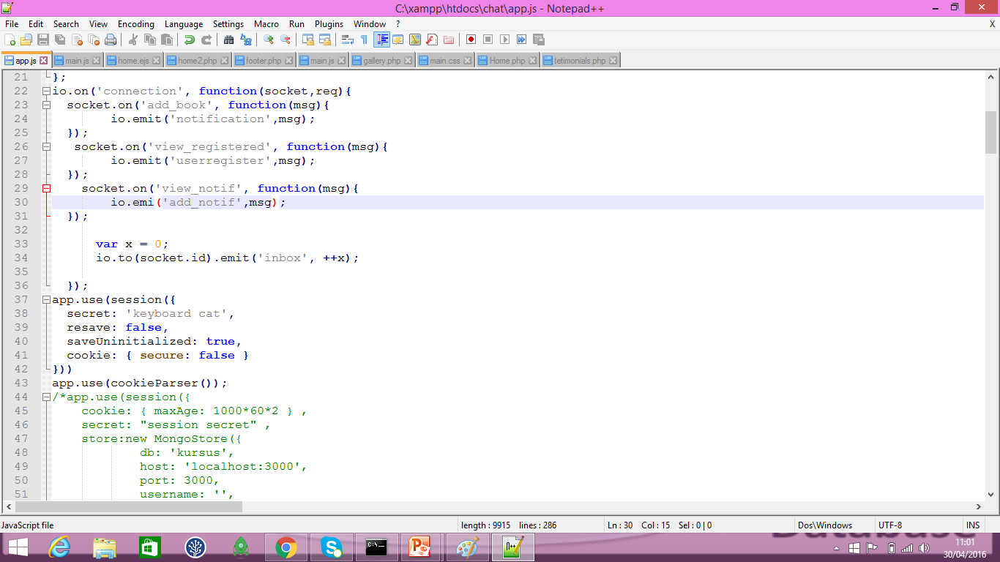 C:\xampp\htdocs\chat\app.js - Notepad++
File Edit Search View Encoding Language Settings Macro Run Plugins Window ? X
app.js main.js home.ejs home2.php footer.php main.js gallery.php main.css Home.php tetimonials.php
21 };
22 io.on('connection', function(socket,req){
23 socket.on('add_book', function(msg){
24 io.emit('notification',msg);
25 });
26 socket.on('view_registered', function(msg){
27 io.emit('userregister',msg);
28 });
29 socket.on('view_notif', function(msg){
30 io.emi('add_notif',msg);
31 });
32
33 var x = 0;
34 io.to(socket.id).emit('inbox', ++x);
35
36 });
37 app.use(session({
38 secret: 'keyboard cat',
39 resave: false,
40 saveUninitialized: true,
41 cookie: { secure: false }
42 }))
43 app.use(cookieParser());
44 /*app.use(session({
45 cookie: { maxAge: 1000*60*2 } ,
46 secret: "session secret" ,
47 store:new MongoStore({
48 db: 'kursus',
49 host: 'localhost:3000',
50 port: 3000,
51 username: '',
JavaScript file length : 9915 lines : 286 Ln : 30 Col : 15 Sel : 0 | 0 Dos\Windows UTF-8 INS
11:01
30/04/2016